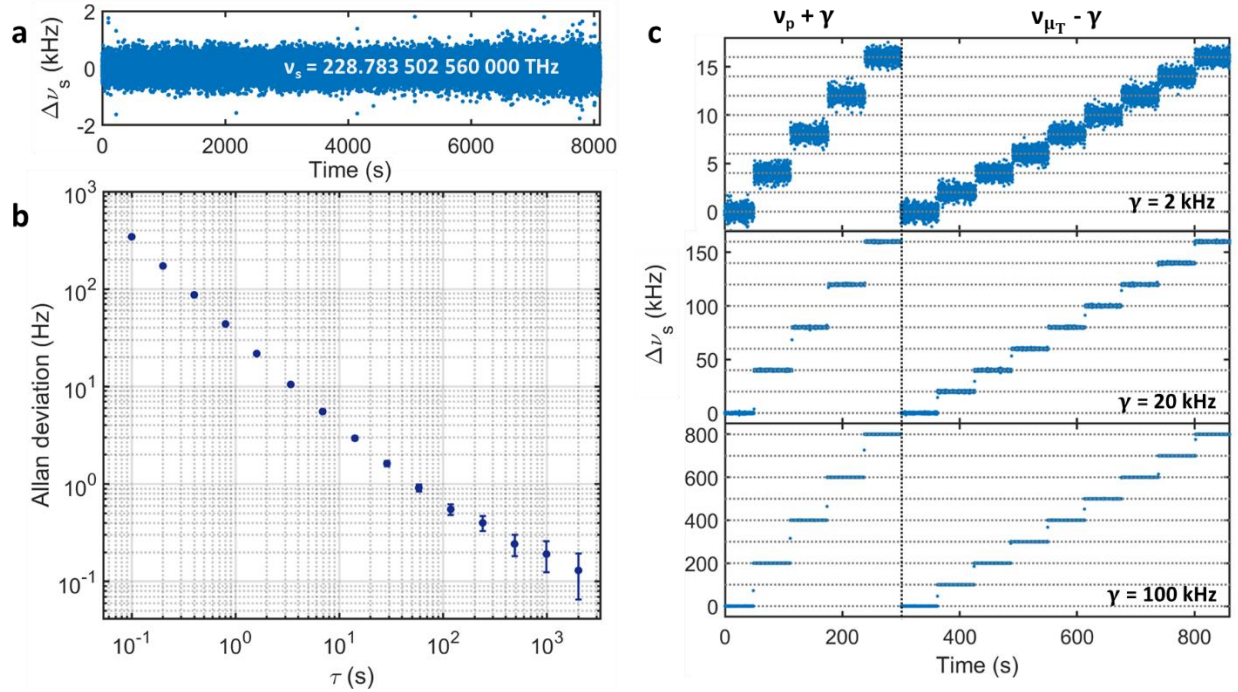 a
Δν_s (kHz)
2
0
-2
ν_s = 228.783 502 560 000 THz
0 2000 4000 6000 8000
Time (s)
b
Allan deviation (Hz)
10^3
10^2
10^1
10^0
10^-1
10^-1 10^0 10^1 10^2 10^3
τ (s)
c
ν_p + γ
ν_μ_T - γ
15
10
5
0
γ = 2 kHz
Δν_s (kHz)
150
100
50
0
γ = 20 kHz
800
600
400
200
0
γ = 100 kHz
0 200 400 600 800
Time (s)